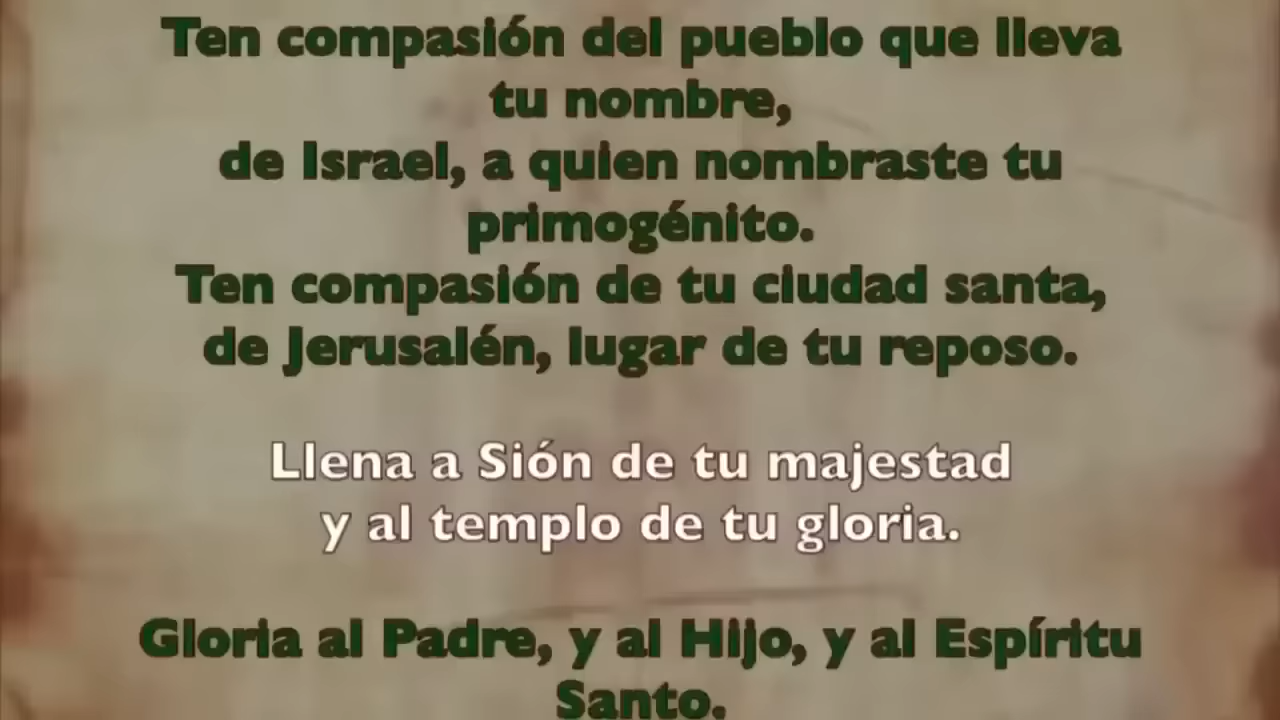 Ten compasión del pueblo que lleva
tu nombre,
de Israel, a quien nombraste tu
primogénito.
Ten compasión de tu ciudad santa,
de Jerusalén, lugar de tu reposo.
Llena a Sión de tu majestad
y al templo de tu gloria.
Gloria al Padre, y al Hijo, y al Espíritu
Santo.